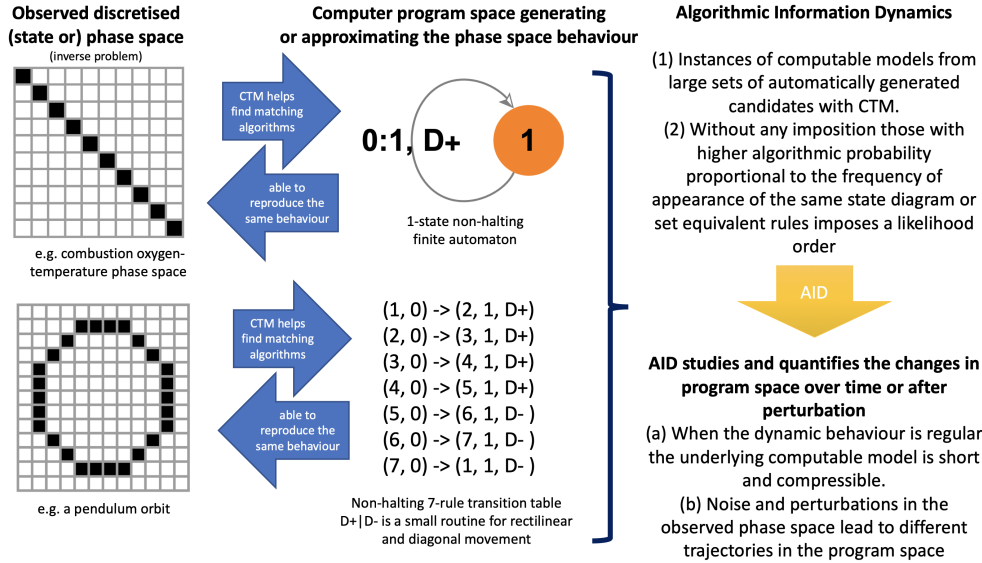 Observed discretised
(state or) phase space
(inverse problem)
e.g. combustion oxygen-
temperature phase space
e.g. a pendulum orbit
Computer program space generating
or approximating the phase space behaviour
CTM helps
find matching
algorithms
able to
reproduce the
same behaviour
0:1, D+
1
1-state non-halting
finite automaton
CTM helps
find matching
algorithms
able to
reproduce the
same behaviour
(1, 0) -> (2, 1, D+)
(2, 0) -> (3, 1, D+)
(3, 0) -> (4, 1, D+)
(4, 0) -> (5, 1, D+)
(5, 0) -> (6, 1, D- )
(6, 0) -> (7, 1, D- )
(7, 0) -> (1, 1, D- )
Non-halting 7-rule transition table
D+|D- is a small routine for rectilinear
and diagonal movement
Algorithmic Information Dynamics
(1) Instances of computable models from
large sets of automatically generated
candidates with CTM.
(2) Without any imposition those with
higher algorithmic probability
proportional to the frequency of
appearance of the same state diagram or
set equivalent rules imposes a likelihood
order
AID
AID studies and quantifies the changes in
program space over time or after
perturbation
(a) When the dynamic behaviour is regular
the underlying computable model is short
and compressible.
(b) Noise and perturbations in the
observed phase space lead to different
trajectories in the program space